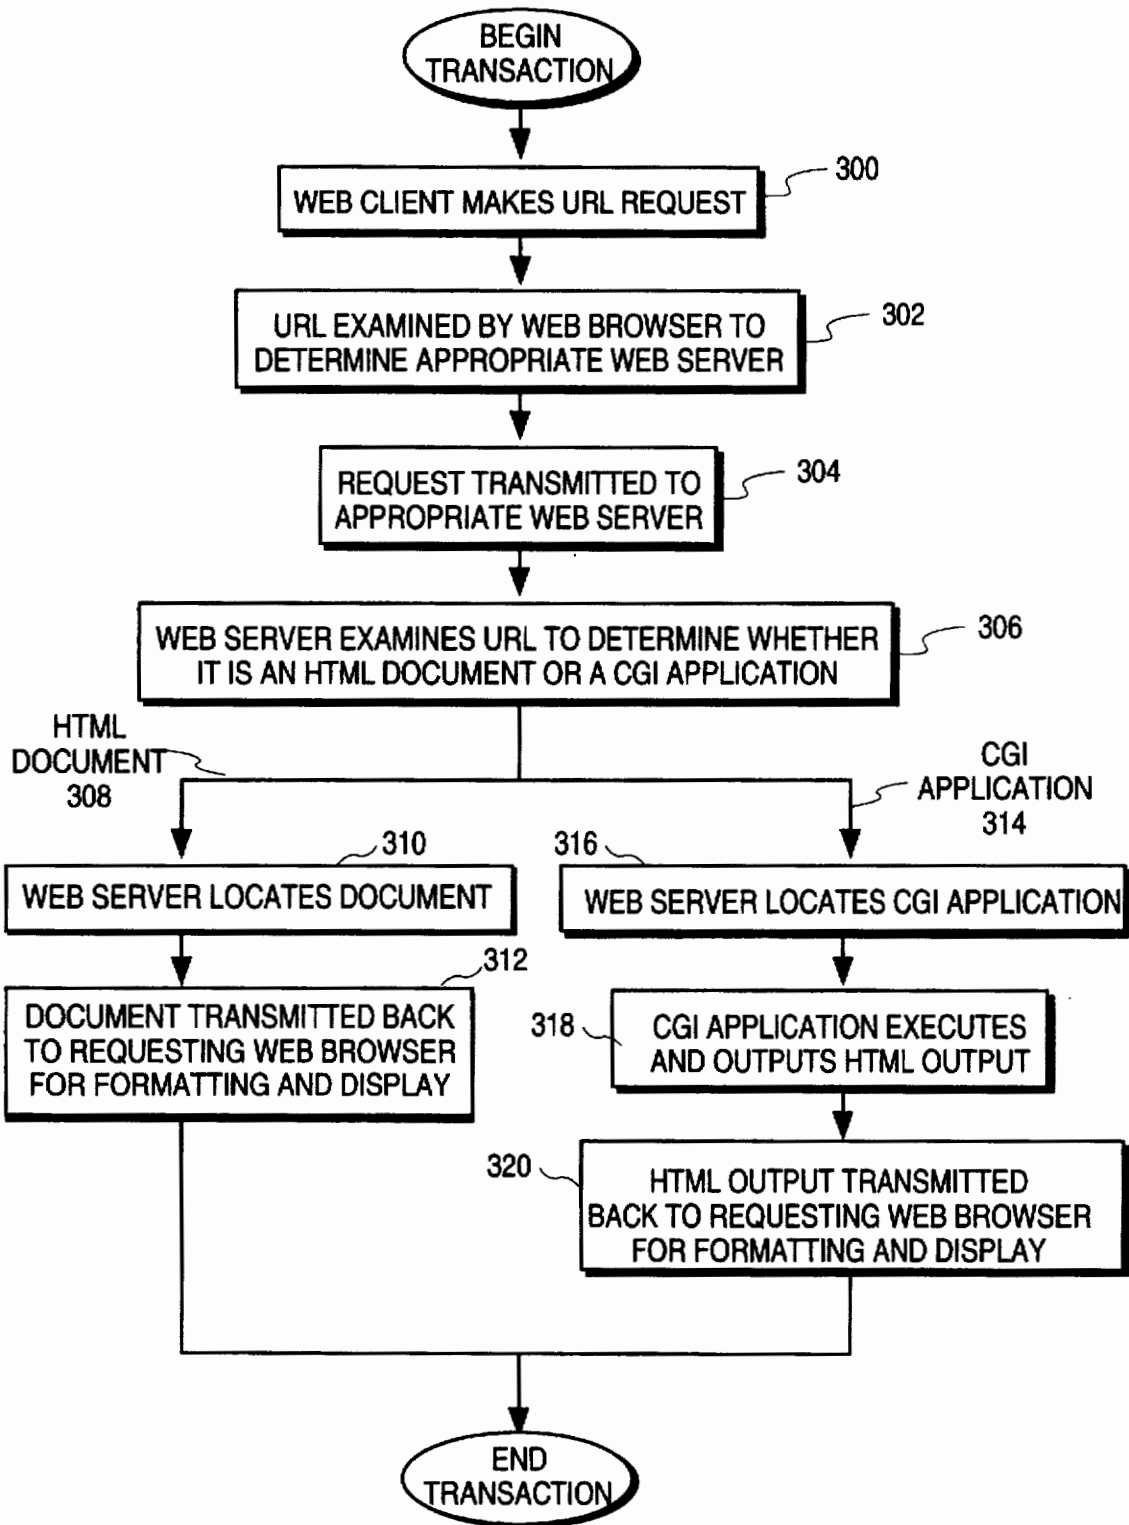 BEGIN
TRANSACTION
300
WEB CLIENT MAKES URL REQUEST
302
URL EXAMINED BY WEB BROWSER TO
DETERMINE APPROPRIATE WEB SERVER
304
REQUEST TRANSMITTED TO
APPROPRIATE WEB SERVER
306
WEB SERVER EXAMINES URL TO DETERMINE WHETHER
IT IS AN HTML DOCUMENT OR A CGI APPLICATION
HTML
DOCUMENT
308
CGI
APPLICATION
314
310
WEB SERVER LOCATES DOCUMENT
312
DOCUMENT TRANSMITTED BACK
TO REQUESTING WEB BROWSER
FOR FORMATTING AND DISPLAY
316
WEB SERVER LOCATES CGI APPLICATION
318
CGI APPLICATION EXECUTES
AND OUTPUTS HTML OUTPUT
320
HTML OUTPUT TRANSMITTED
BACK TO REQUESTING WEB BROWSER
FOR FORMATTING AND DISPLAY
END
TRANSACTION